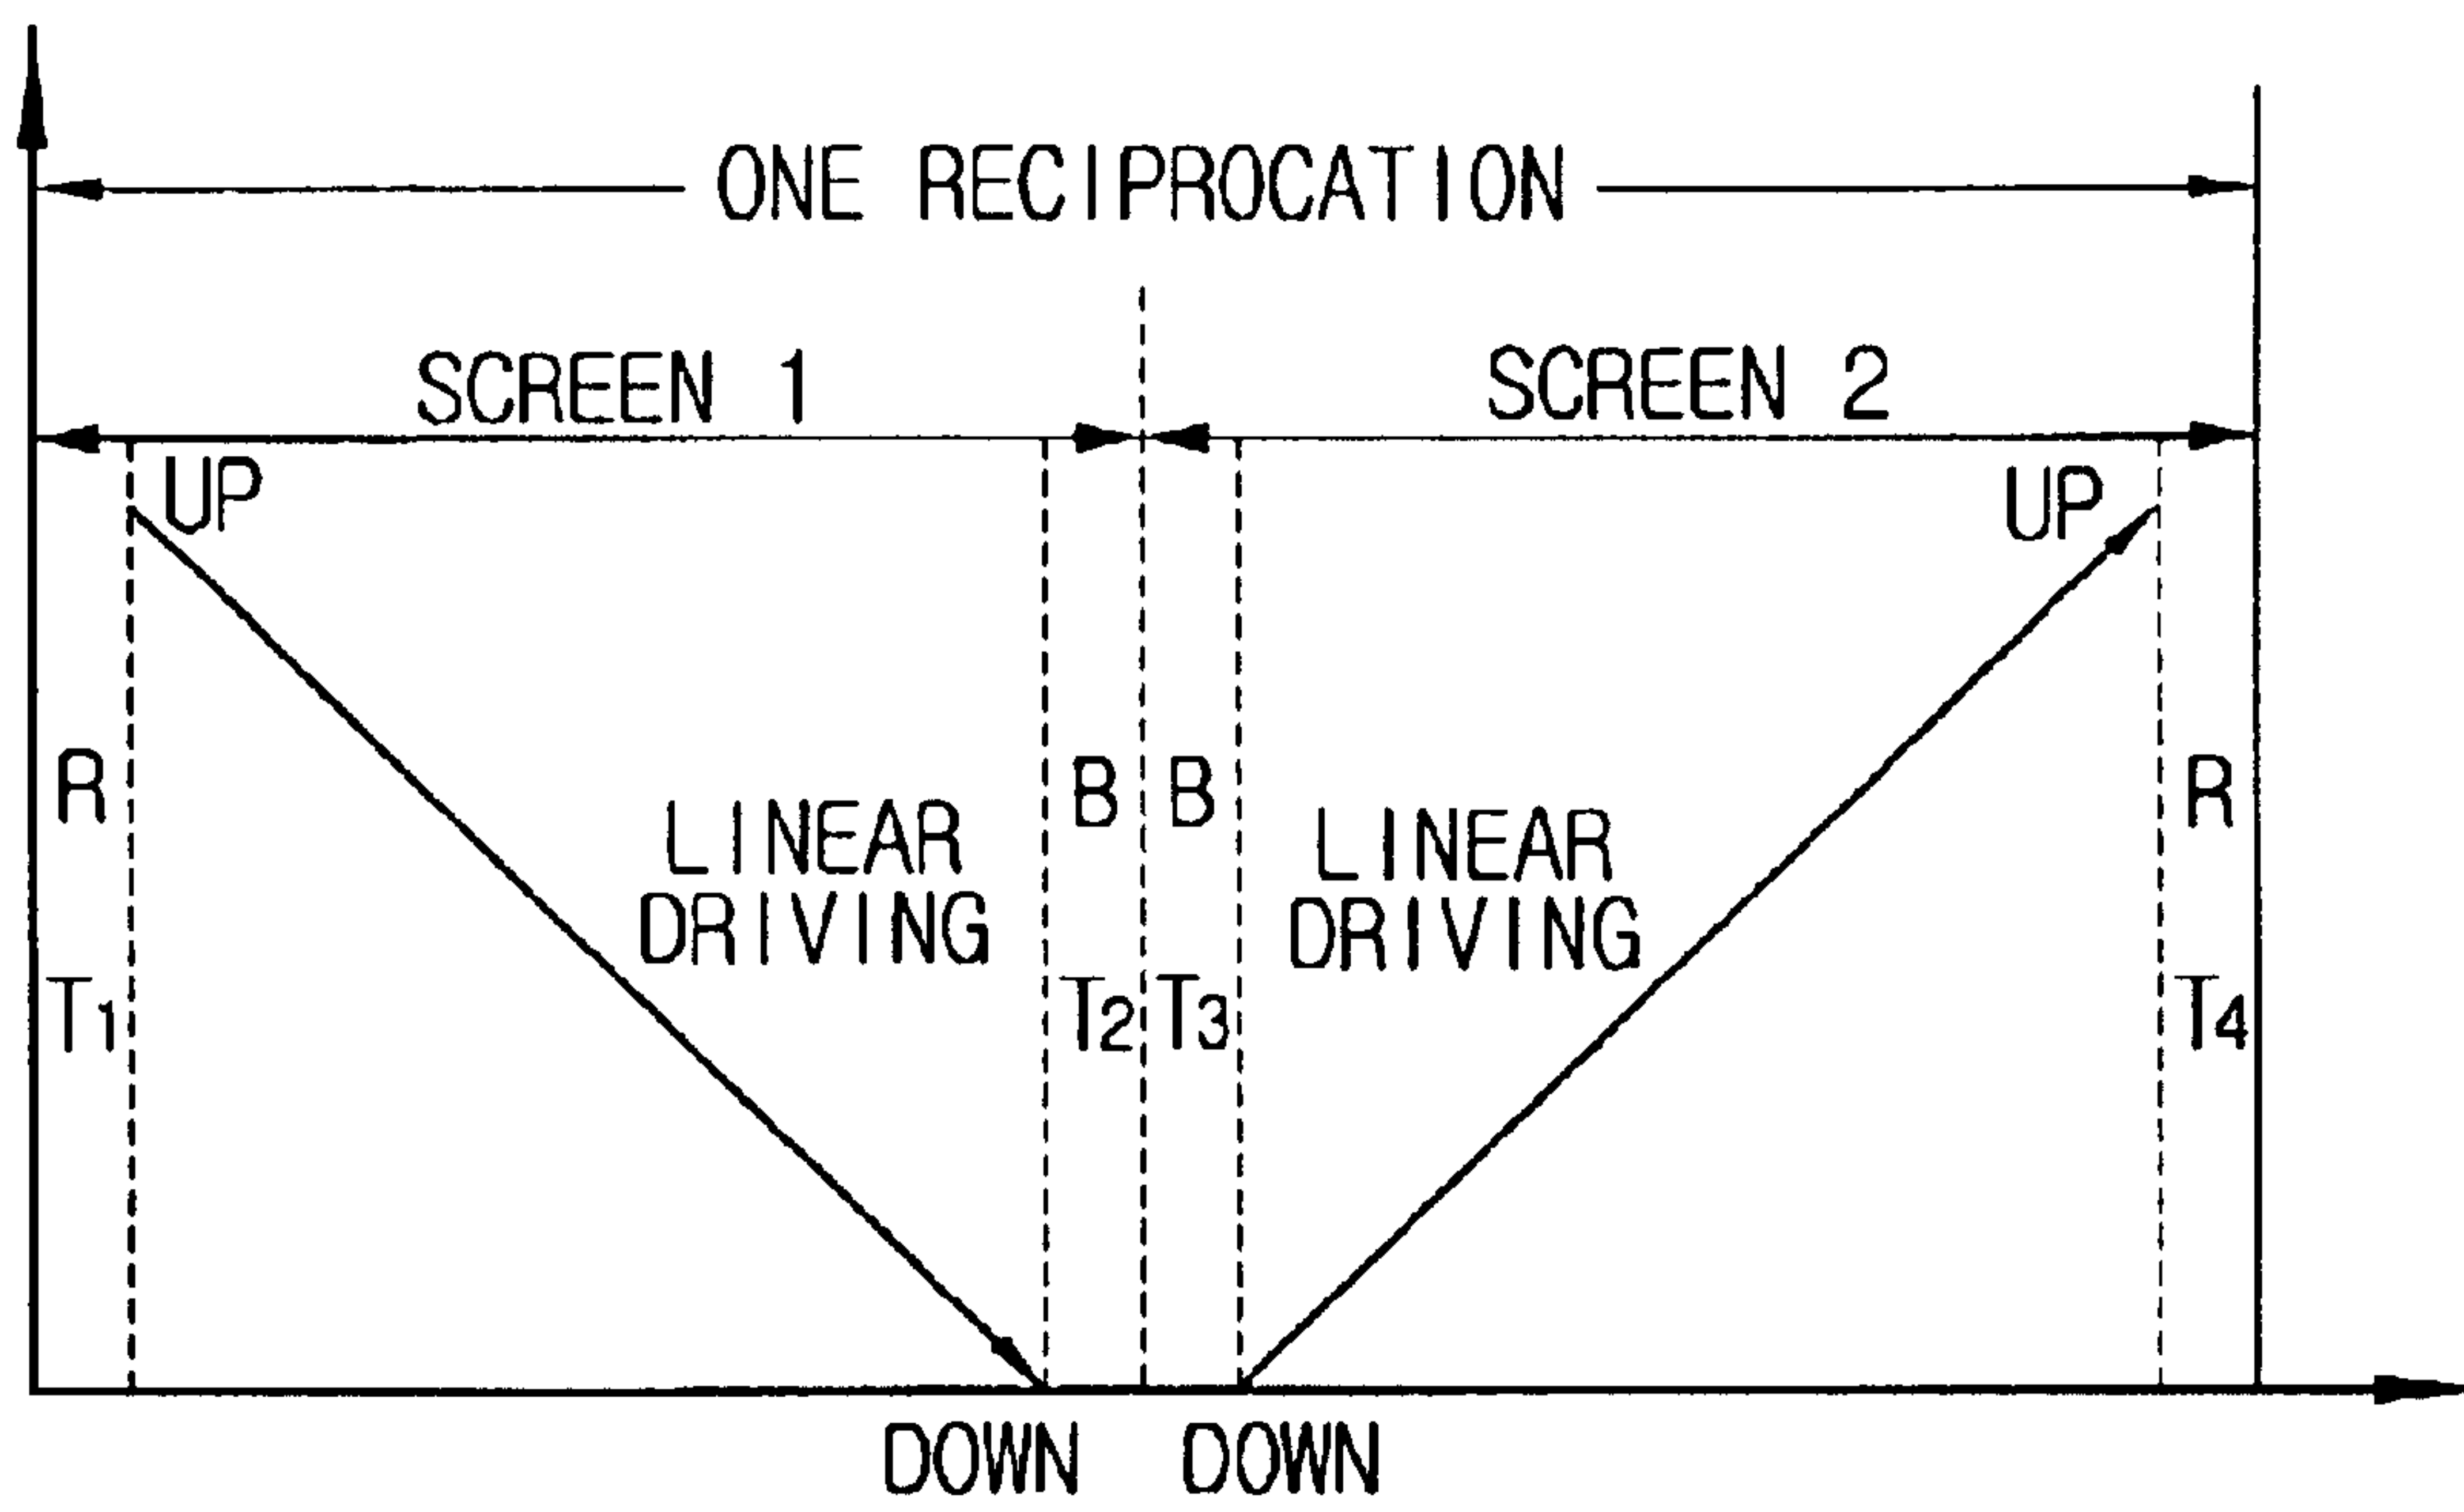 ONE RECIPROCATION
SCREEN 1
SCREEN 2
UP
UP
R
B
B
R
LINEAR
DRIVING
LINEAR
DRIVING
T1
T2
T3
T4
DOWN
DOWN